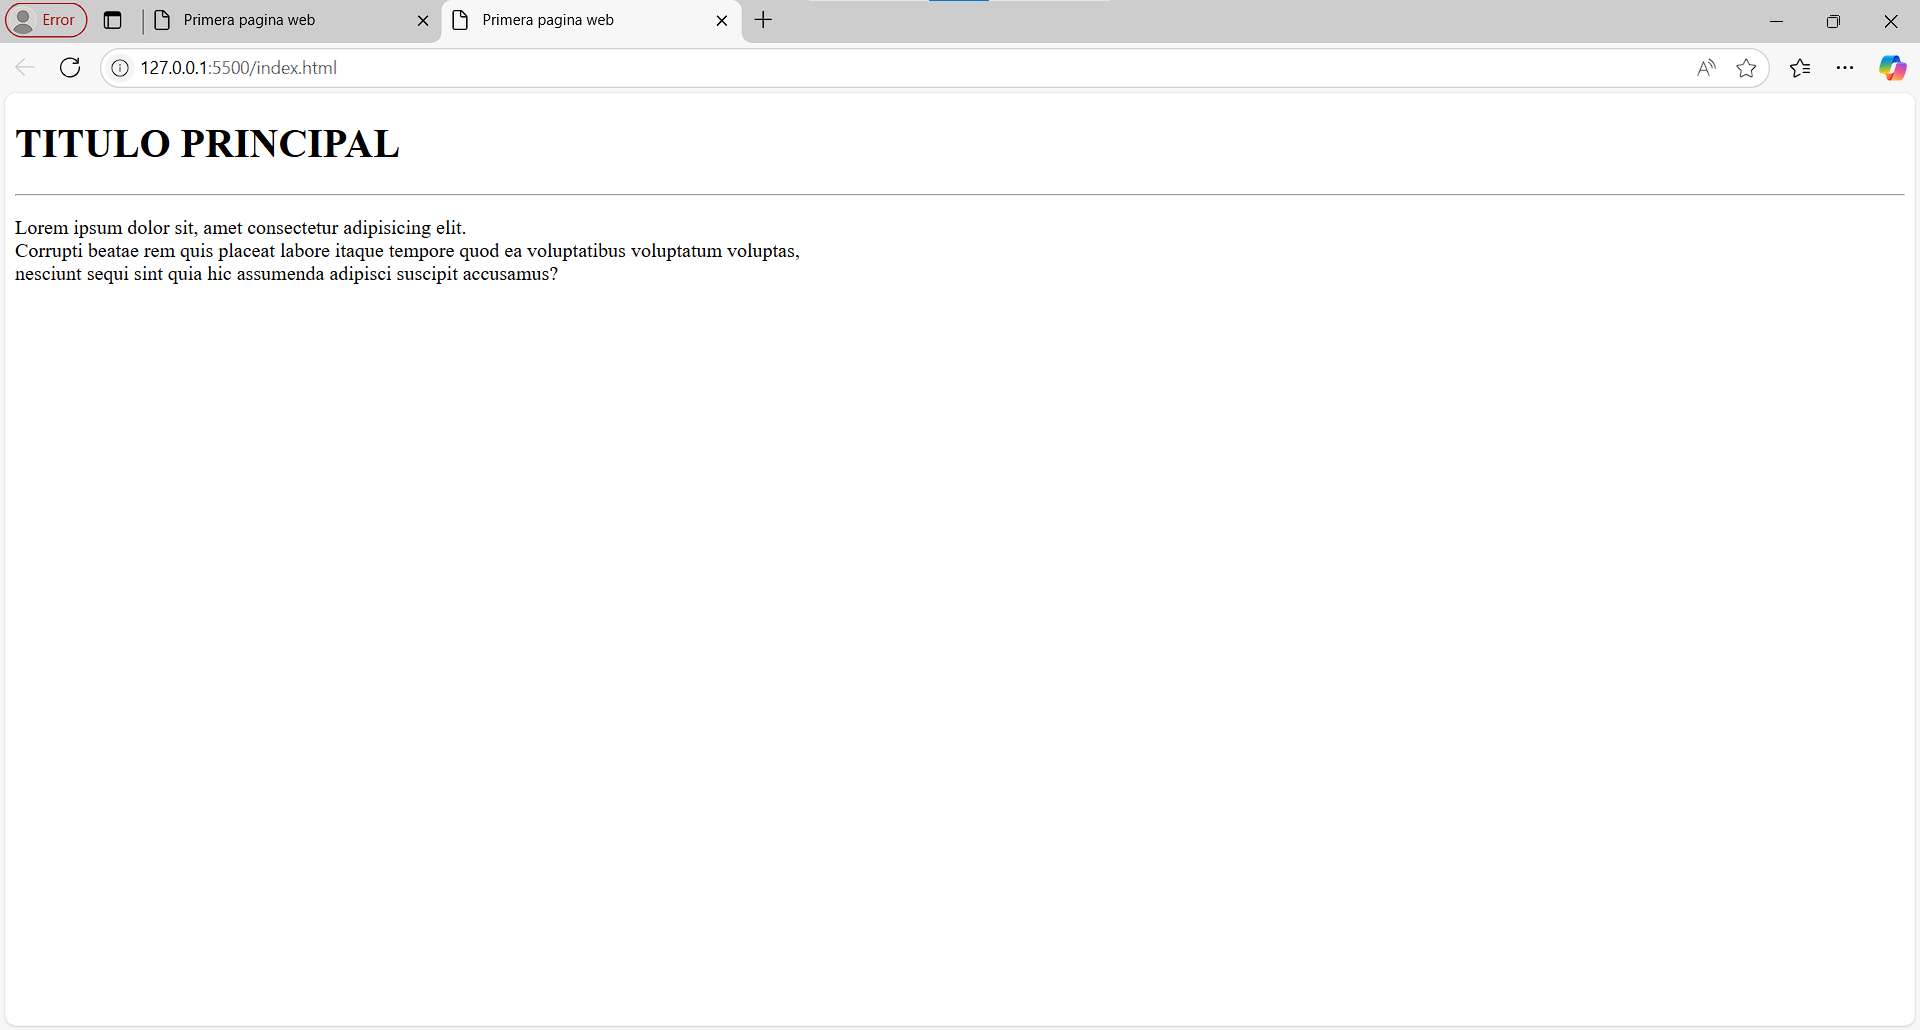 Error
Primera pagina web
Primera pagina web
127.0.0.1:5500/index.html
TITULO PRINCIPAL
Lorem ipsum dolor sit, amet consectetur adipisicing elit.
Corrupti beatae rem quis placeat labore itaque tempore quod ea voluptatibus voluptatum voluptas,
nesciunt sequi sint quia hic assumenda adipisci suscipit accusamus?